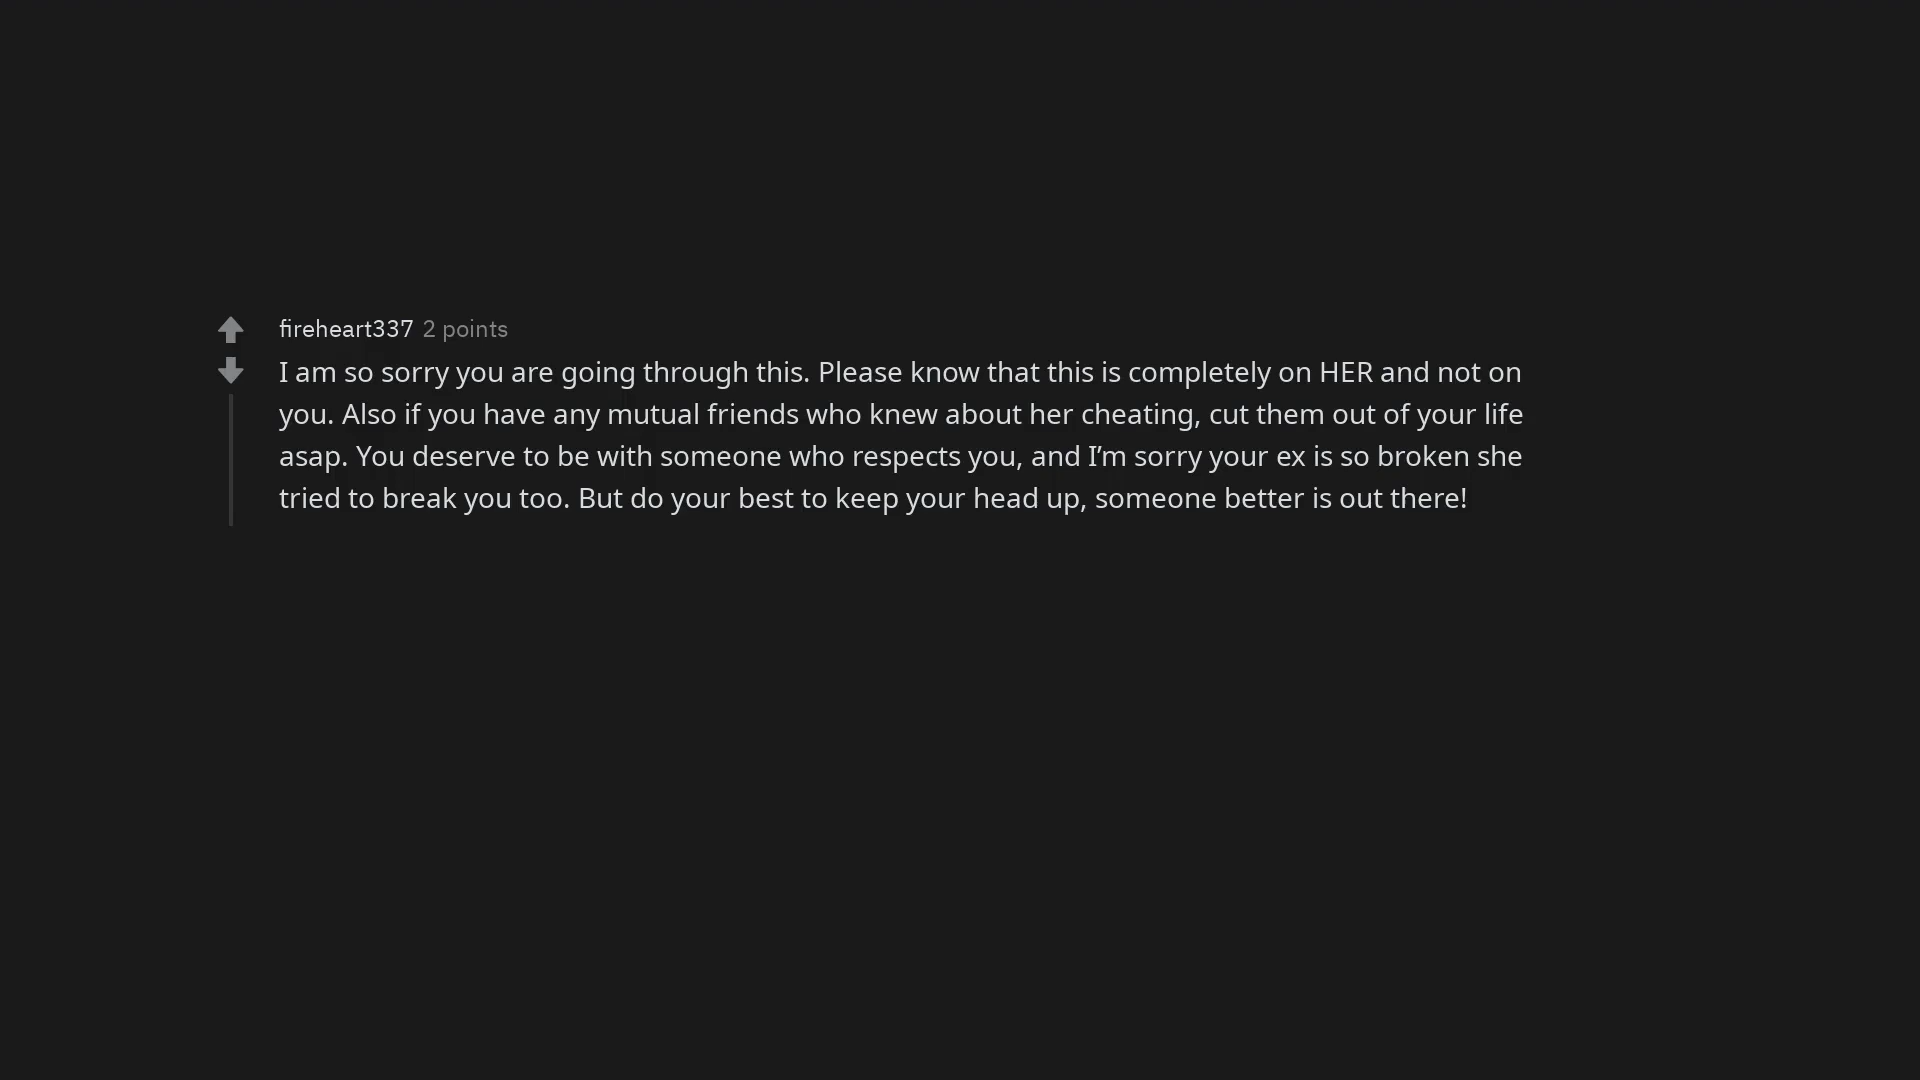 fireheart337 2 points
I am so sorry you are going through this. Please know that this is completely on HER and not on
you. Also if you have any mutual friends who knew about her cheating, cut them out of your life
asap. You deserve to be with someone who respects you, and I’m sorry your ex is so broken she
tried to break you too. But do your best to keep your head up, someone better is out there!